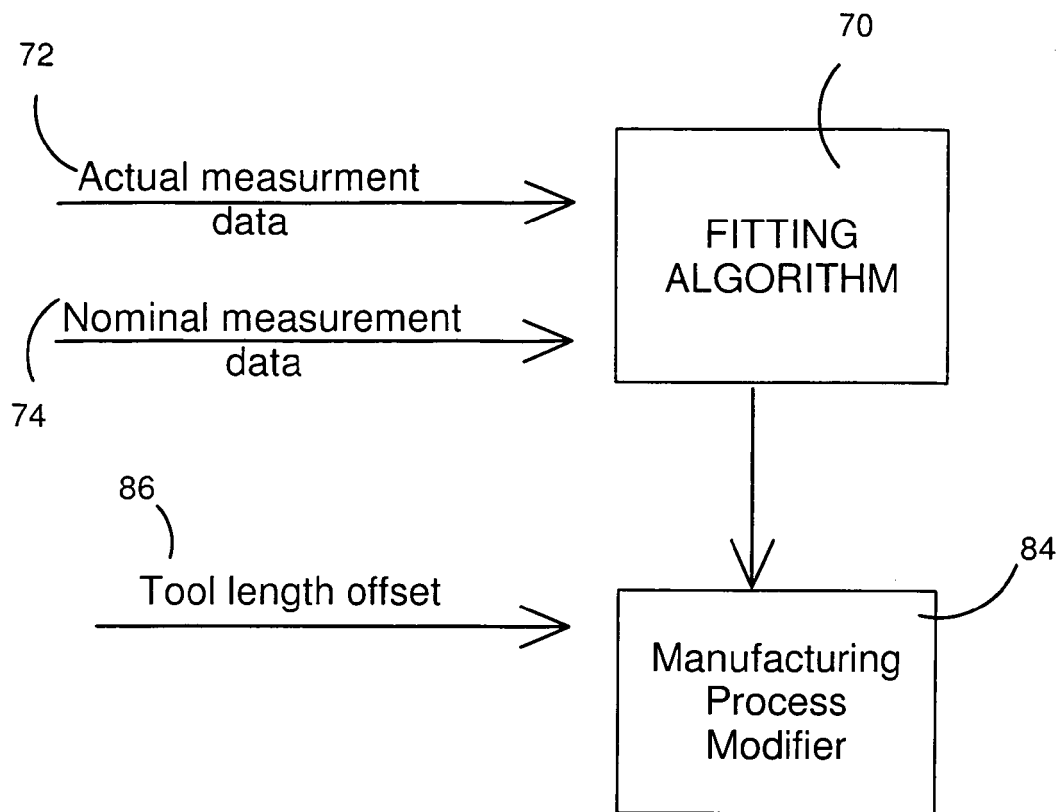 70
72
Actual measurment
data
FITTING
ALGORITHM
Nominal measurement
data
74
86
Tool length offset
84
Manufacturing
Process
Modifier